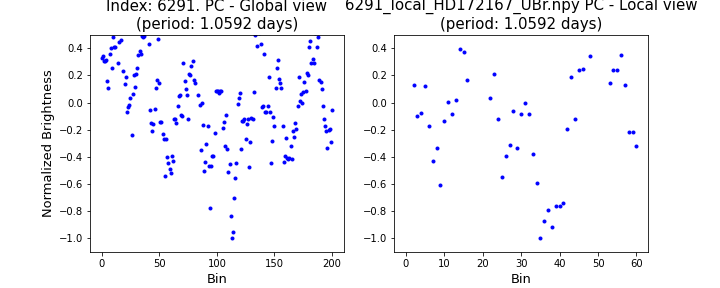 Index: 6291. PC - Global view
(period: 1.0592 days)
6291_local_HD172167_UBr.npy PC - Local view
(period: 1.0592 days)
Normalized Brightness
0.4
0.2
0.0
−0.2
−0.4
−0.6
−0.8
−1.0
0 50 100 150 200
Bin
0.4
0.2
0.0
−0.2
−0.4
−0.6
−0.8
−1.0
0 10 20 30 40 50 60
Bin